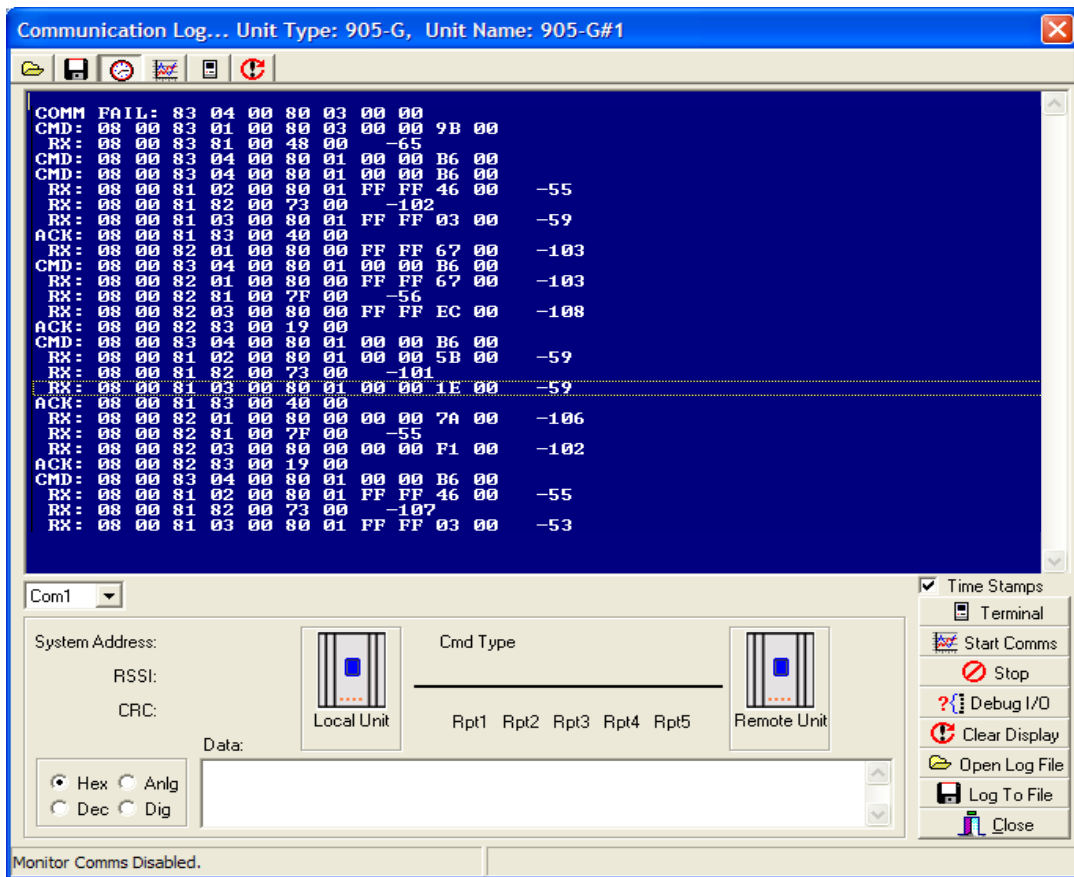 Communication Log... Unit Type: 905-G, Unit Name: 905-G#1
COMM FAIL: 83 04 00 80 03 00 00
CMD: 08 00 83 01 00 80 03 00 00 9B 00
RX: 08 00 83 81 00 48 00 -65
CMD: 08 00 83 04 00 80 01 00 00 B6 00
CMD: 08 00 83 04 00 80 01 00 00 B6 00
RX: 08 00 81 02 00 80 01 FF FF 46 00 -55
RX: 08 00 81 82 00 73 00 -102
RX: 08 00 81 03 00 80 01 FF FF 03 00 -59
ACK: 08 00 81 83 00 40 00
RX: 08 00 82 01 00 80 00 FF FF 67 00 -103
CMD: 08 00 83 04 00 80 01 00 00 B6 00
RX: 08 00 82 01 00 80 00 FF FF 67 00 -103
RX: 08 00 82 81 00 7F 00 -56
RX: 08 00 82 03 00 80 00 FF FF EC 00 -108
ACK: 08 00 82 83 00 19 00
CMD: 08 00 83 04 00 80 01 00 00 B6 00
RX: 08 00 81 02 00 80 01 00 00 5B 00 -59
RX: 08 00 81 82 00 73 00 -101
RX: 08 00 81 03 00 80 01 00 00 1E 00 -59
ACK: 08 00 81 83 00 40 00
RX: 08 00 82 01 00 80 00 00 00 7A 00 -106
RX: 08 00 82 81 00 7F 00 -55
RX: 08 00 82 03 00 80 00 00 00 F1 00 -102
ACK: 08 00 82 83 00 19 00
CMD: 08 00 83 04 00 80 01 00 00 B6 00
RX: 08 00 81 02 00 80 01 FF FF 46 00 -55
RX: 08 00 81 82 00 73 00 -107
RX: 08 00 81 03 00 80 01 FF FF 03 00 -53
Com1
Time Stamps
Terminal
Start Comms
Stop
Debug I/O
Clear Display
Open Log File
Log To File
Close
System Address:
RSSI:
CRC:
Local Unit
Cmd Type
Rpt1 Rpt2 Rpt3 Rpt4 Rpt5
Remote Unit
Data:
Hex Anlg
Dec Dig
Monitor Comms Disabled.